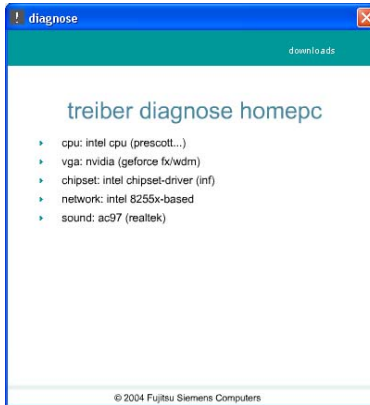 diagnose
downloads
treiber diagnose homepc
cpu: intel cpu (prescott...)
vga: nvidia (geforce fx/wdm)
chipset: intel chipset-driver (inf)
network: intel 8255x-based
sound: ac97 (realtek)
© 2004 Fujitsu Siemens Computers